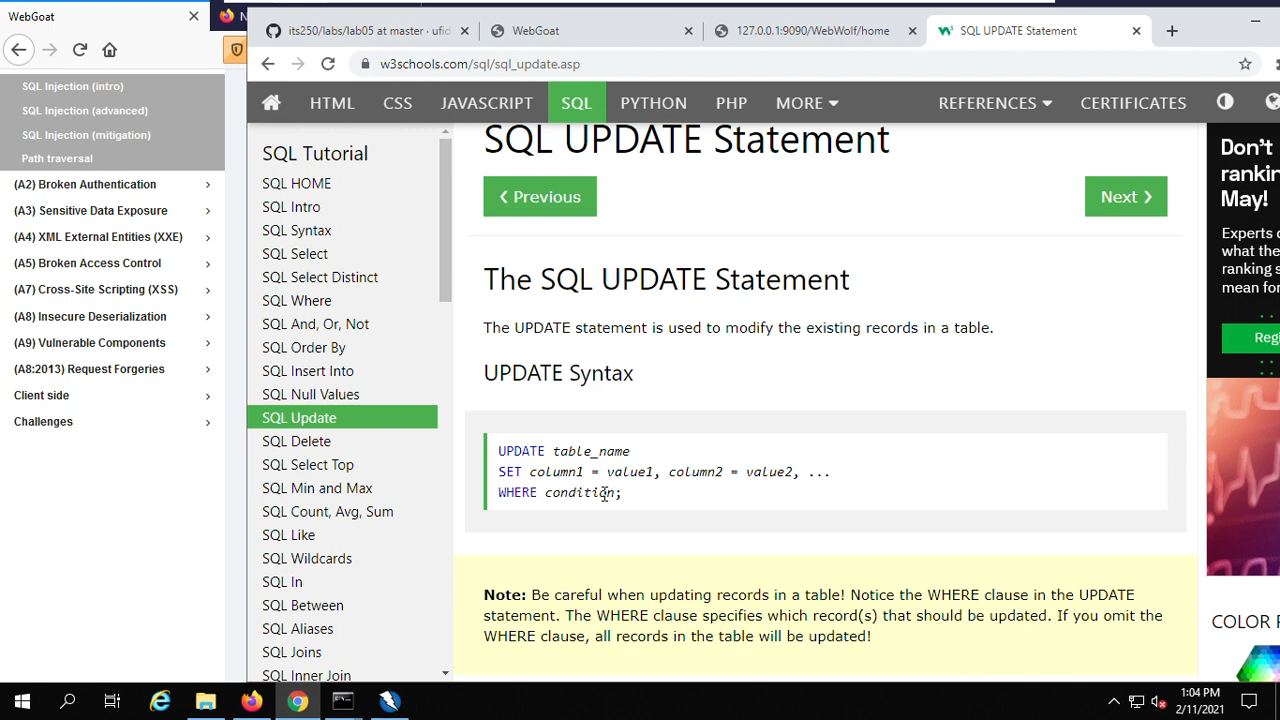 WebGoat
SQL Injection (intro)
SQL Injection (advanced)
SQL Injection (mitigation)
Path traversal
(A2) Broken Authentication
(A3) Sensitive Data Exposure
(A4) XML External Entities (XXE)
(A5) Broken Access Control
(A7) Cross-Site Scripting (XSS)
(A8) Insecure Deserialization
(A9) Vulnerable Components
(A8:2013) Request Forgeries
Client side
Challenges
its250/labs/lab05 at master · ufid
WebGoat
127.0.0.1:9090/WebWolf/home
SQL UPDATE Statement
w3schools.com/sql/sql_update.asp
HTML CSS JAVASCRIPT SQL PYTHON PHP MORE REFERENCES CERTIFICATES
SQL Tutorial
SQL HOME
SQL Intro
SQL Syntax
SQL Select
SQL Select Distinct
SQL Where
SQL And, Or, Not
SQL Order By
SQL Insert Into
SQL Null Values
SQL Update
SQL Delete
SQL Select Top
SQL Min and Max
SQL Count, Avg, Sum
SQL Like
SQL Wildcards
SQL In
SQL Between
SQL Aliases
SQL Joins
SQL Inner Join
SQL UPDATE Statement
❮ Previous
Next ❯
The SQL UPDATE Statement
The UPDATE statement is used to modify the existing records in a table.
UPDATE Syntax
UPDATE table_name
SET column1 = value1, column2 = value2, ...
WHERE condition;
Note: Be careful when updating records in a table! Notice the WHERE clause in the UPDATE
statement. The WHERE clause specifies which record(s) that should be updated. If you omit the
WHERE clause, all records in the table will be updated!
Don't
ranking
May!
Experts
what the
ranking s
mean for
Regi
COLOR
1:04 PM
2/11/2021